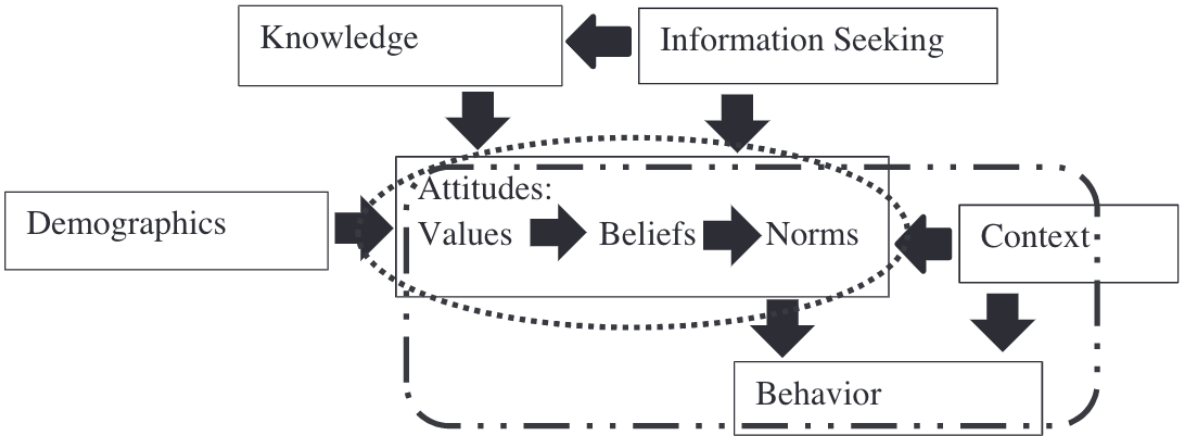 Knowledge
Information Seeking
Attitudes:
Demographics
Values Beliefs Norms
Context
Behavior